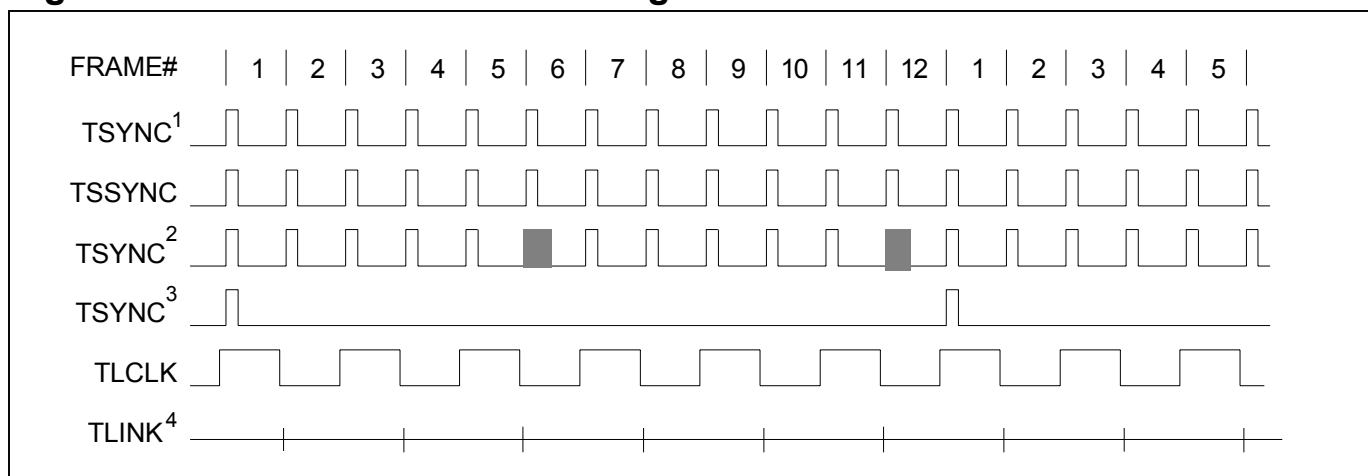 FRAME# 1 2 3 4 5 6 7 8 9 10 11 12 1 2 3 4 5
TSYNC1
TSSYNC
TSYNC2
TSYNC3
TLCLK
TLINK4